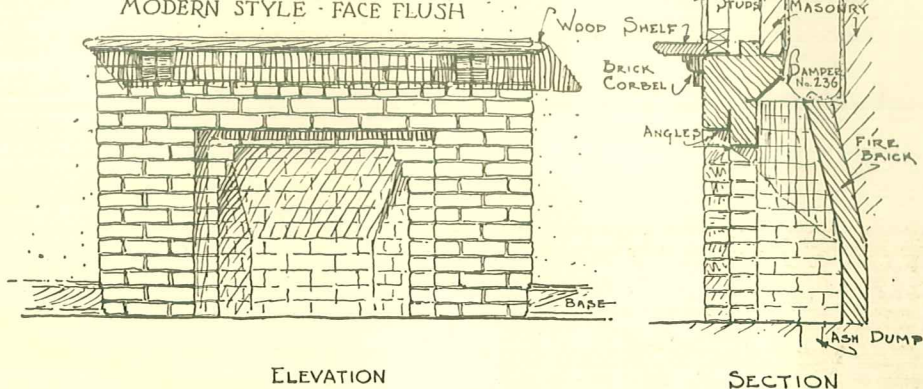 MODERN STYLE - FACE FLUSH
WOOD SHELF
BRICK
CORBEL
STUDS
MASONRY
DAMPER
No. 236
ANGLES
FIRE
BRICK
BASE
ASH DUMP
ELEVATION
SECTION